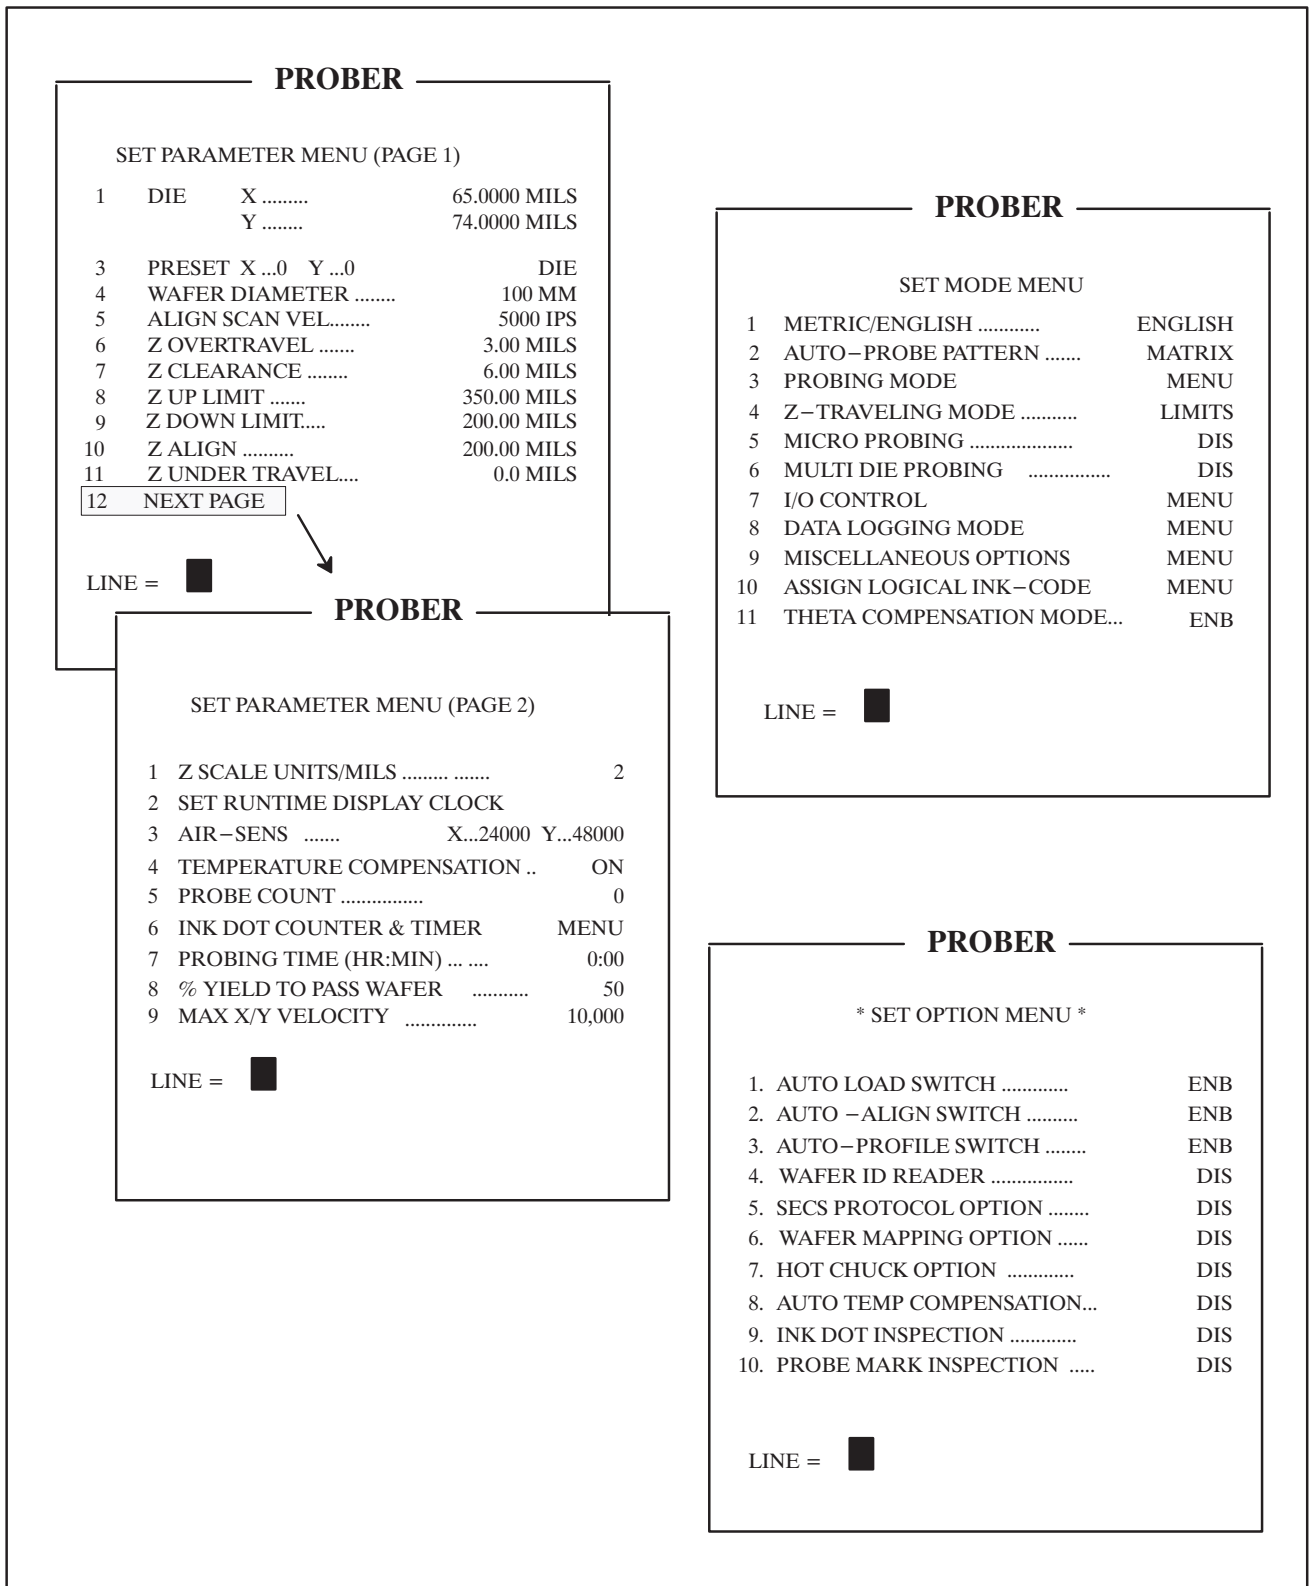 PROBER
SET PARAMETER MENU (PAGE 1)
1 DIE X ......... 65.0000 MILS
Y ........ 74.0000 MILS
3 PRESET X ...0 Y ...0 DIE
4 WAFER DIAMETER ........ 100 MM
5 ALIGN SCAN VEL........ 5000 IPS
6 Z OVERTRAVEL ....... 3.00 MILS
7 Z CLEARANCE ........ 6.00 MILS
8 Z UP LIMIT ....... 350.00 MILS
9 Z DOWN LIMIT..... 200.00 MILS
10 Z ALIGN .......... 200.00 MILS
11 Z UNDER TRAVEL.... 0.0 MILS
12 NEXT PAGE
LINE =
PROBER
SET PARAMETER MENU (PAGE 2)
1 Z SCALE UNITS/MILS ......... ....... 2
2 SET RUNTIME DISPLAY CLOCK
3 AIR−SENS ....... X...24000 Y...48000
4 TEMPERATURE COMPENSATION .. ON
5 PROBE COUNT ................ 0
6 INK DOT COUNTER & TIMER MENU
7 PROBING TIME (HR:MIN) ... .... 0:00
8 % YIELD TO PASS WAFER ........... 50
9 MAX X/Y VELOCITY .............. 10,000
LINE =
PROBER
SET MODE MENU
1 METRIC/ENGLISH ............ ENGLISH
2 AUTO−PROBE PATTERN ....... MATRIX
3 PROBING MODE MENU
4 Z−TRAVELING MODE ........... LIMITS
5 MICRO PROBING .................... DIS
6 MULTI DIE PROBING ................ DIS
7 I/O CONTROL MENU
8 DATA LOGGING MODE MENU
9 MISCELLANEOUS OPTIONS MENU
10 ASSIGN LOGICAL INK−CODE MENU
11 THETA COMPENSATION MODE... ENB
LINE =
PROBER
* SET OPTION MENU *
1. AUTO LOAD SWITCH ............. ENB
2. AUTO −ALIGN SWITCH .......... ENB
3. AUTO−PROFILE SWITCH ........ ENB
4. WAFER ID READER ................ DIS
5. SECS PROTOCOL OPTION ........ DIS
6. WAFER MAPPING OPTION ...... DIS
7. HOT CHUCK OPTION ............. DIS
8. AUTO TEMP COMPENSATION... DIS
9. INK DOT INSPECTION ............. DIS
10. PROBE MARK INSPECTION ..... DIS
LINE =